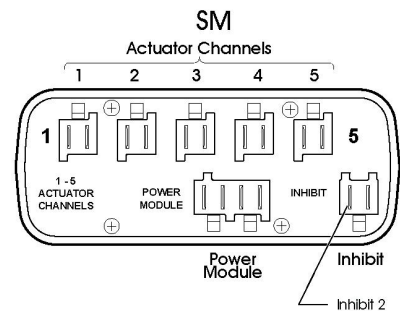 SM
Actuator Channels
1 2 3 4 5
1 5
1 - 5
ACTUATOR
CHANNELS
POWER
MODULE
INHIBIT
Power
Module
Inhibit
Inhibit 2